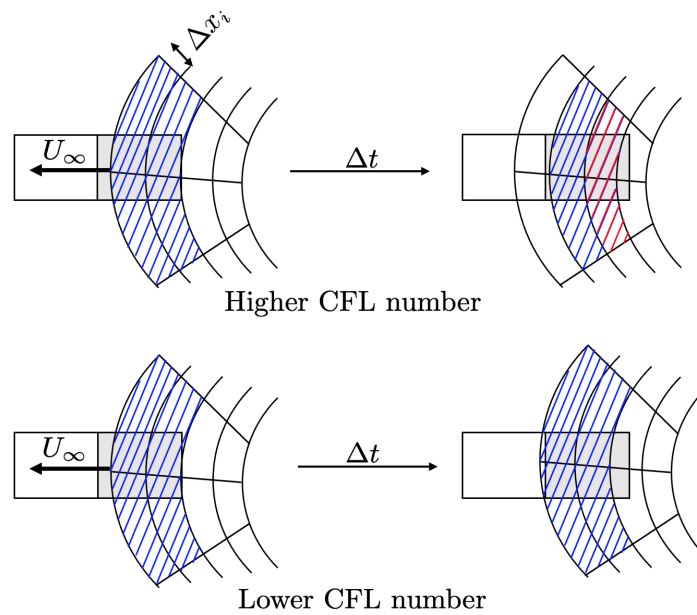 Δx_i
U_∞
Δt
Higher CFL number
U_∞
Δt
Lower CFL number